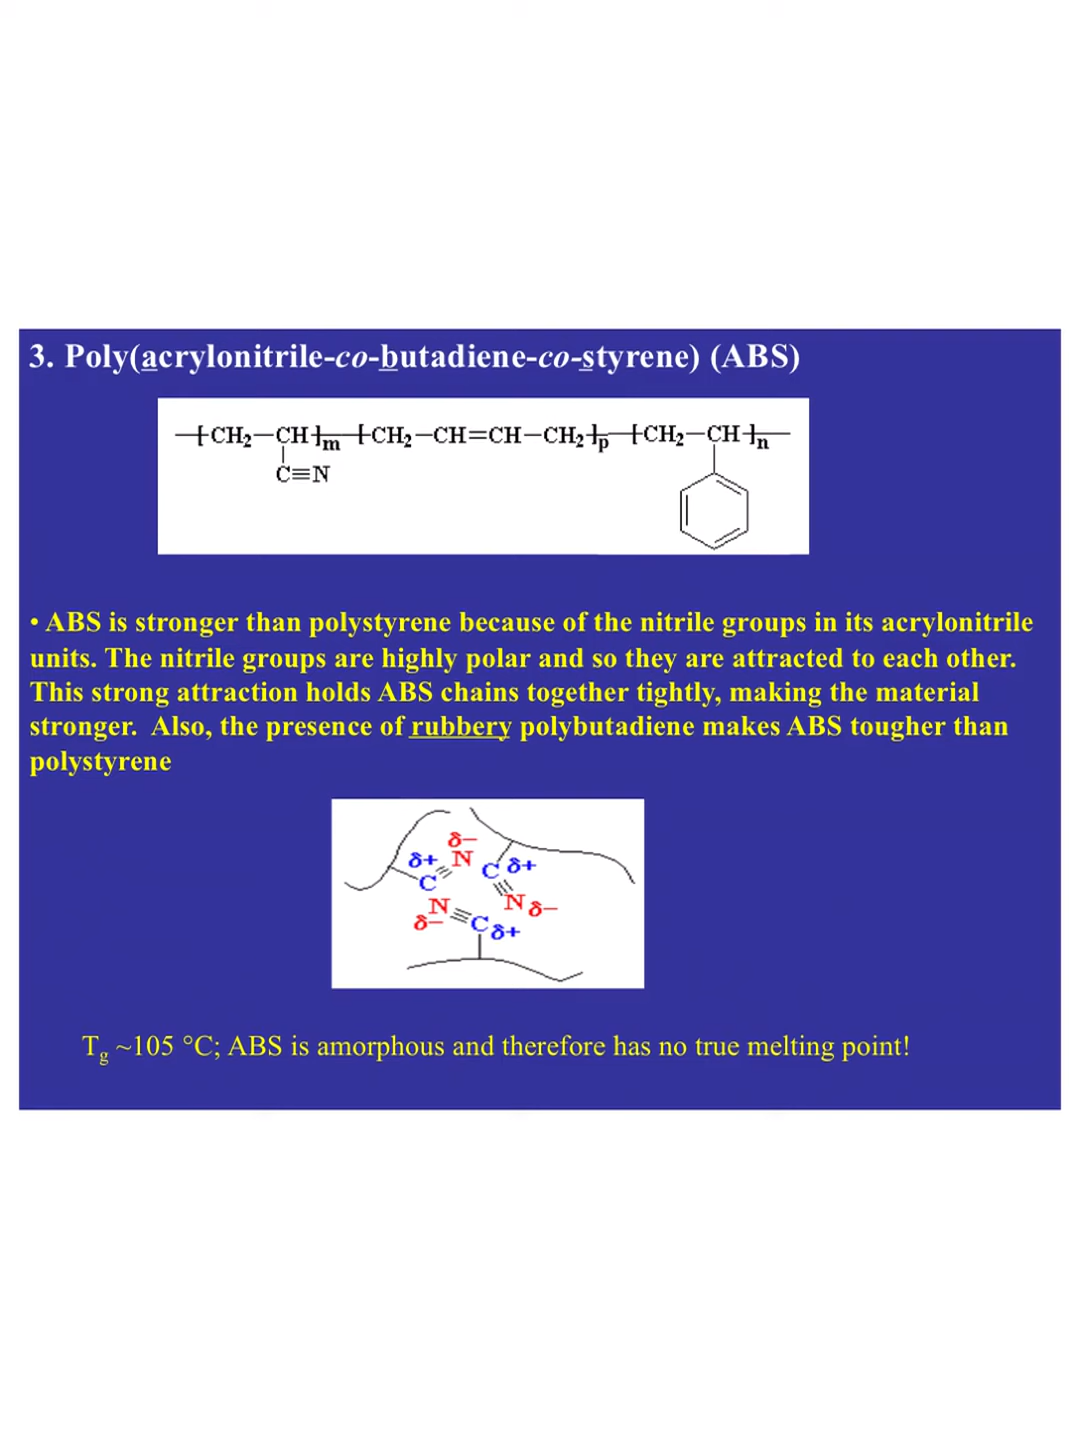 3. Poly(acrylonitrile-co-butadiene-co-styrene) (ABS)
-[CH2-CH]m-[CH2-CH=CH-CH2]p-[CH2-CH]n-
C≡N
• ABS is stronger than polystyrene because of the nitrile groups in its acrylonitrile
units. The nitrile groups are highly polar and so they are attracted to each other.
This strong attraction holds ABS chains together tightly, making the material
stronger.  Also, the presence of rubbery polybutadiene makes ABS tougher than
polystyrene
δ−
δ+ N C δ+
C≡ ≡N δ−
N≡C
δ− δ+
Tg ~105 °C; ABS is amorphous and therefore has no true melting point!